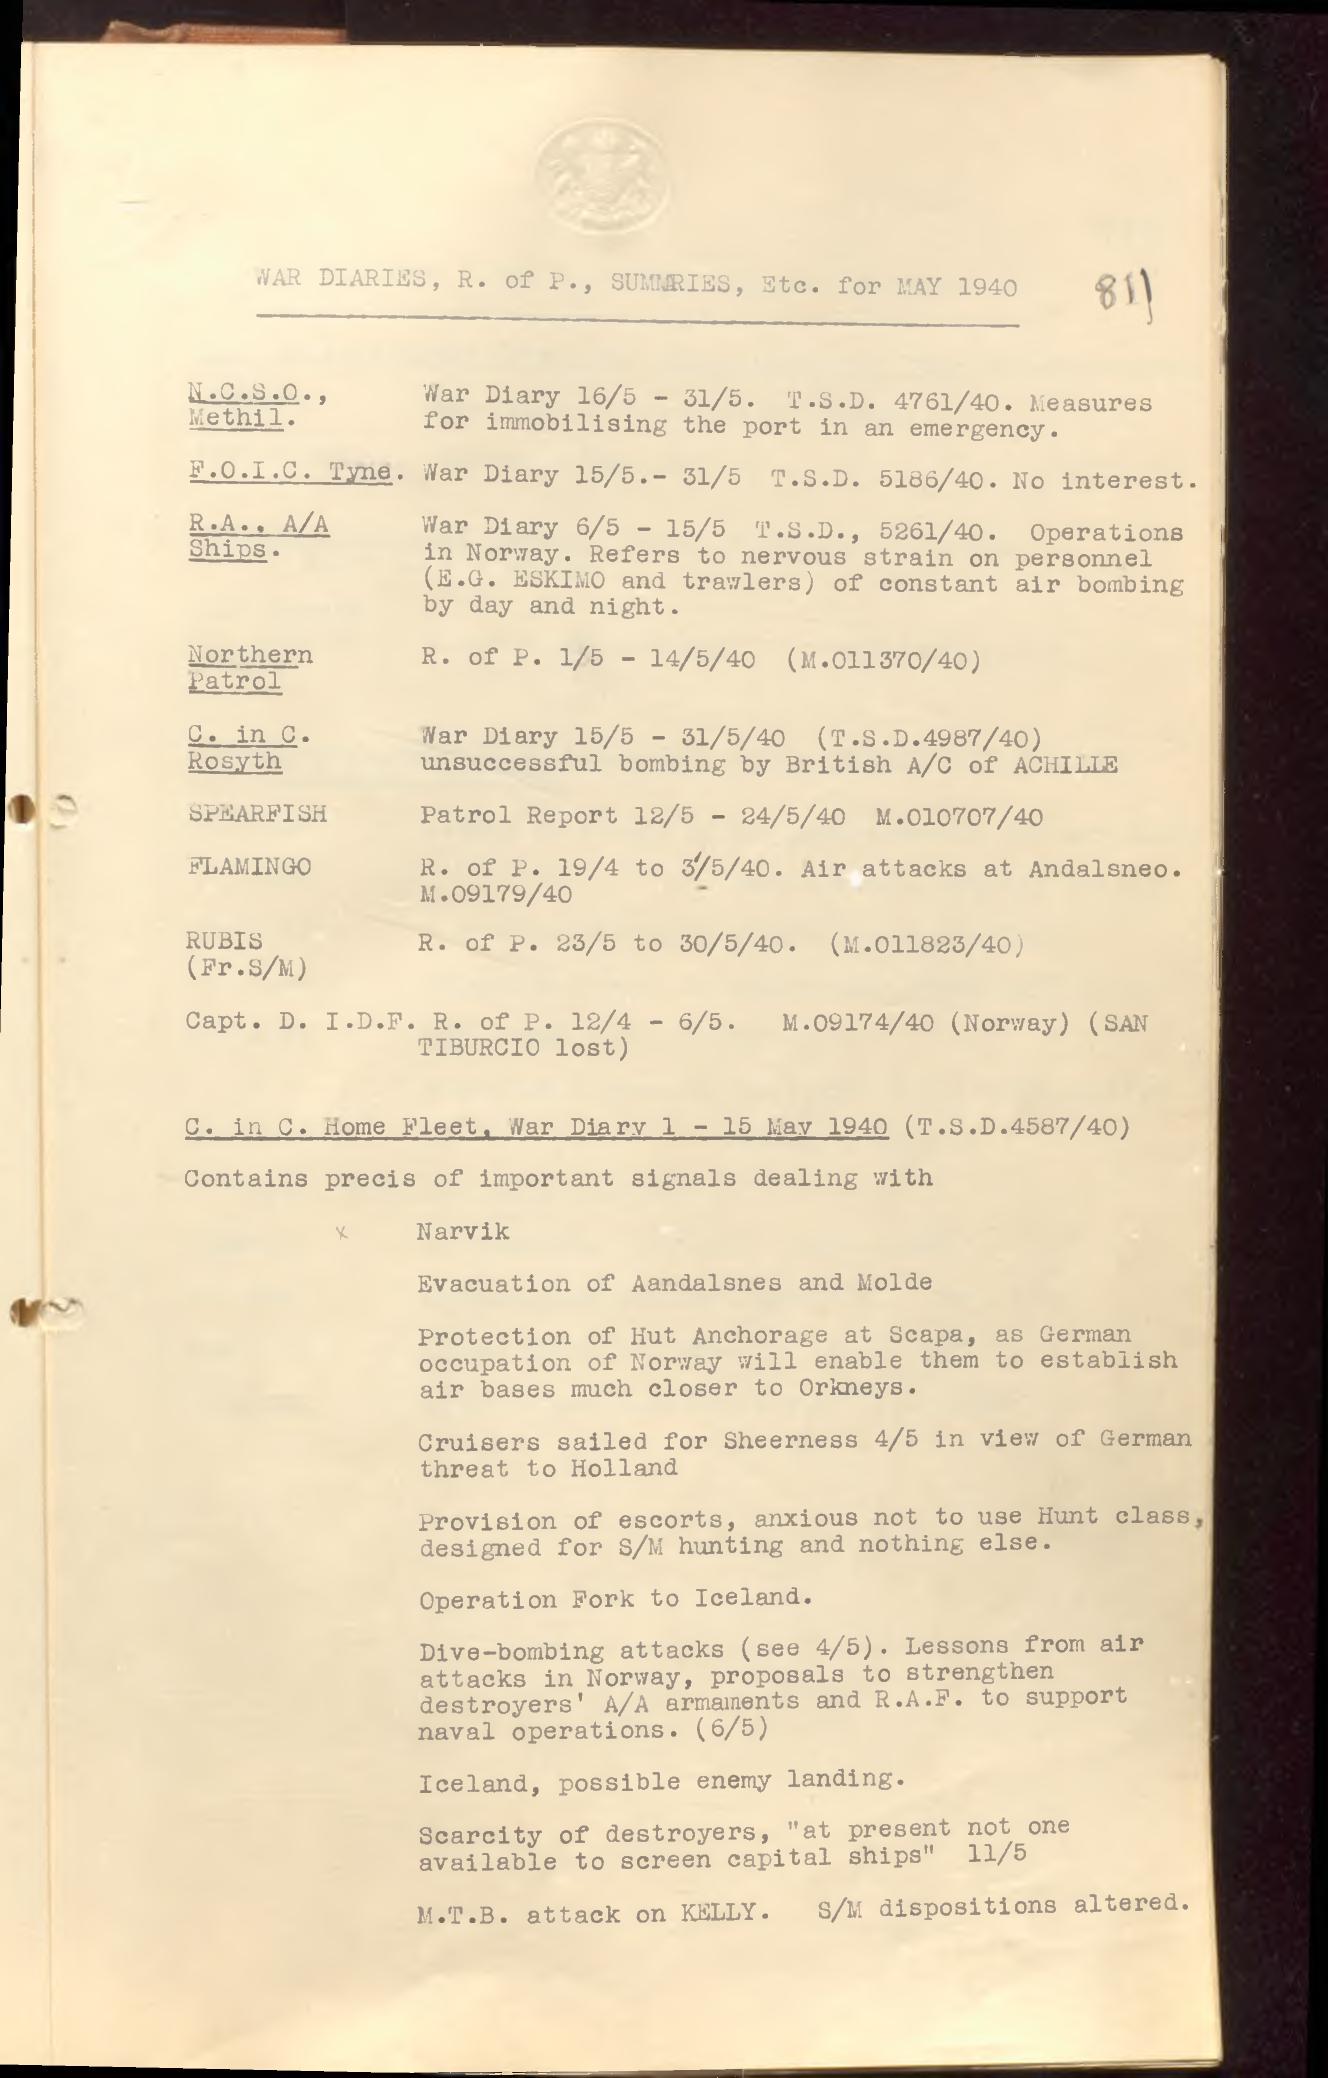 WAR DIARIES, R. of P., SUMMRIES, Etc. for MAY 1940
811
N.C.S.O., War Diary 16/5 - 31/5. T.S.D. 4761/40. Measures
Methil. for immobilising the port in an emergency.
F.O.I.C. Tyne. War Diary 15/5.- 31/5 T.S.D. 5186/40. No interest.
R.A., A/A War Diary 6/5 - 15/5 T.S.D., 5261/40. Operations
Ships. in Norway. Refers to nervous strain on personnel
(E.G. ESKIMO and trawlers) of constant air bombing
by day and night.
Northern R. of P. 1/5 - 14/5/40 (M.011370/40)
Patrol
C. in C. War Diary 15/5 - 31/5/40 (T.S.D.4987/40)
Rosyth unsuccessful bombing by British A/C of ACHILLE
SPEARFISH Patrol Report 12/5 - 24/5/40 M.010707/40
FLAMINGO R. of P. 19/4 to 3/5/40. Air attacks at Andalsneo.
M.09179/40
RUBIS R. of P. 23/5 to 30/5/40. (M.011823/40)
(Fr.S/M)
Capt. D. I.D.F. R. of P. 12/4 - 6/5. M.09174/40 (Norway) (SAN
TIBURCIO lost)
C. in C. Home Fleet, War Diary 1 - 15 May 1940 (T.S.D.4587/40)
Contains precis of important signals dealing with
x Narvik
Evacuation of Aandalsnes and Molde
Protection of Hut Anchorage at Scapa, as German
occupation of Norway will enable them to establish
air bases much closer to Orkneys.
Cruisers sailed for Sheerness 4/5 in view of German
threat to Holland
Provision of escorts, anxious not to use Hunt class,
designed for S/M hunting and nothing else.
Operation Fork to Iceland.
Dive-bombing attacks (see 4/5). Lessons from air
attacks in Norway, proposals to strengthen
destroyers' A/A armaments and R.A.F. to support
naval operations. (6/5)
Iceland, possible enemy landing.
Scarcity of destroyers, "at present not one
available to screen capital ships" 11/5
M.T.B. attack on KELLY. S/M dispositions altered.